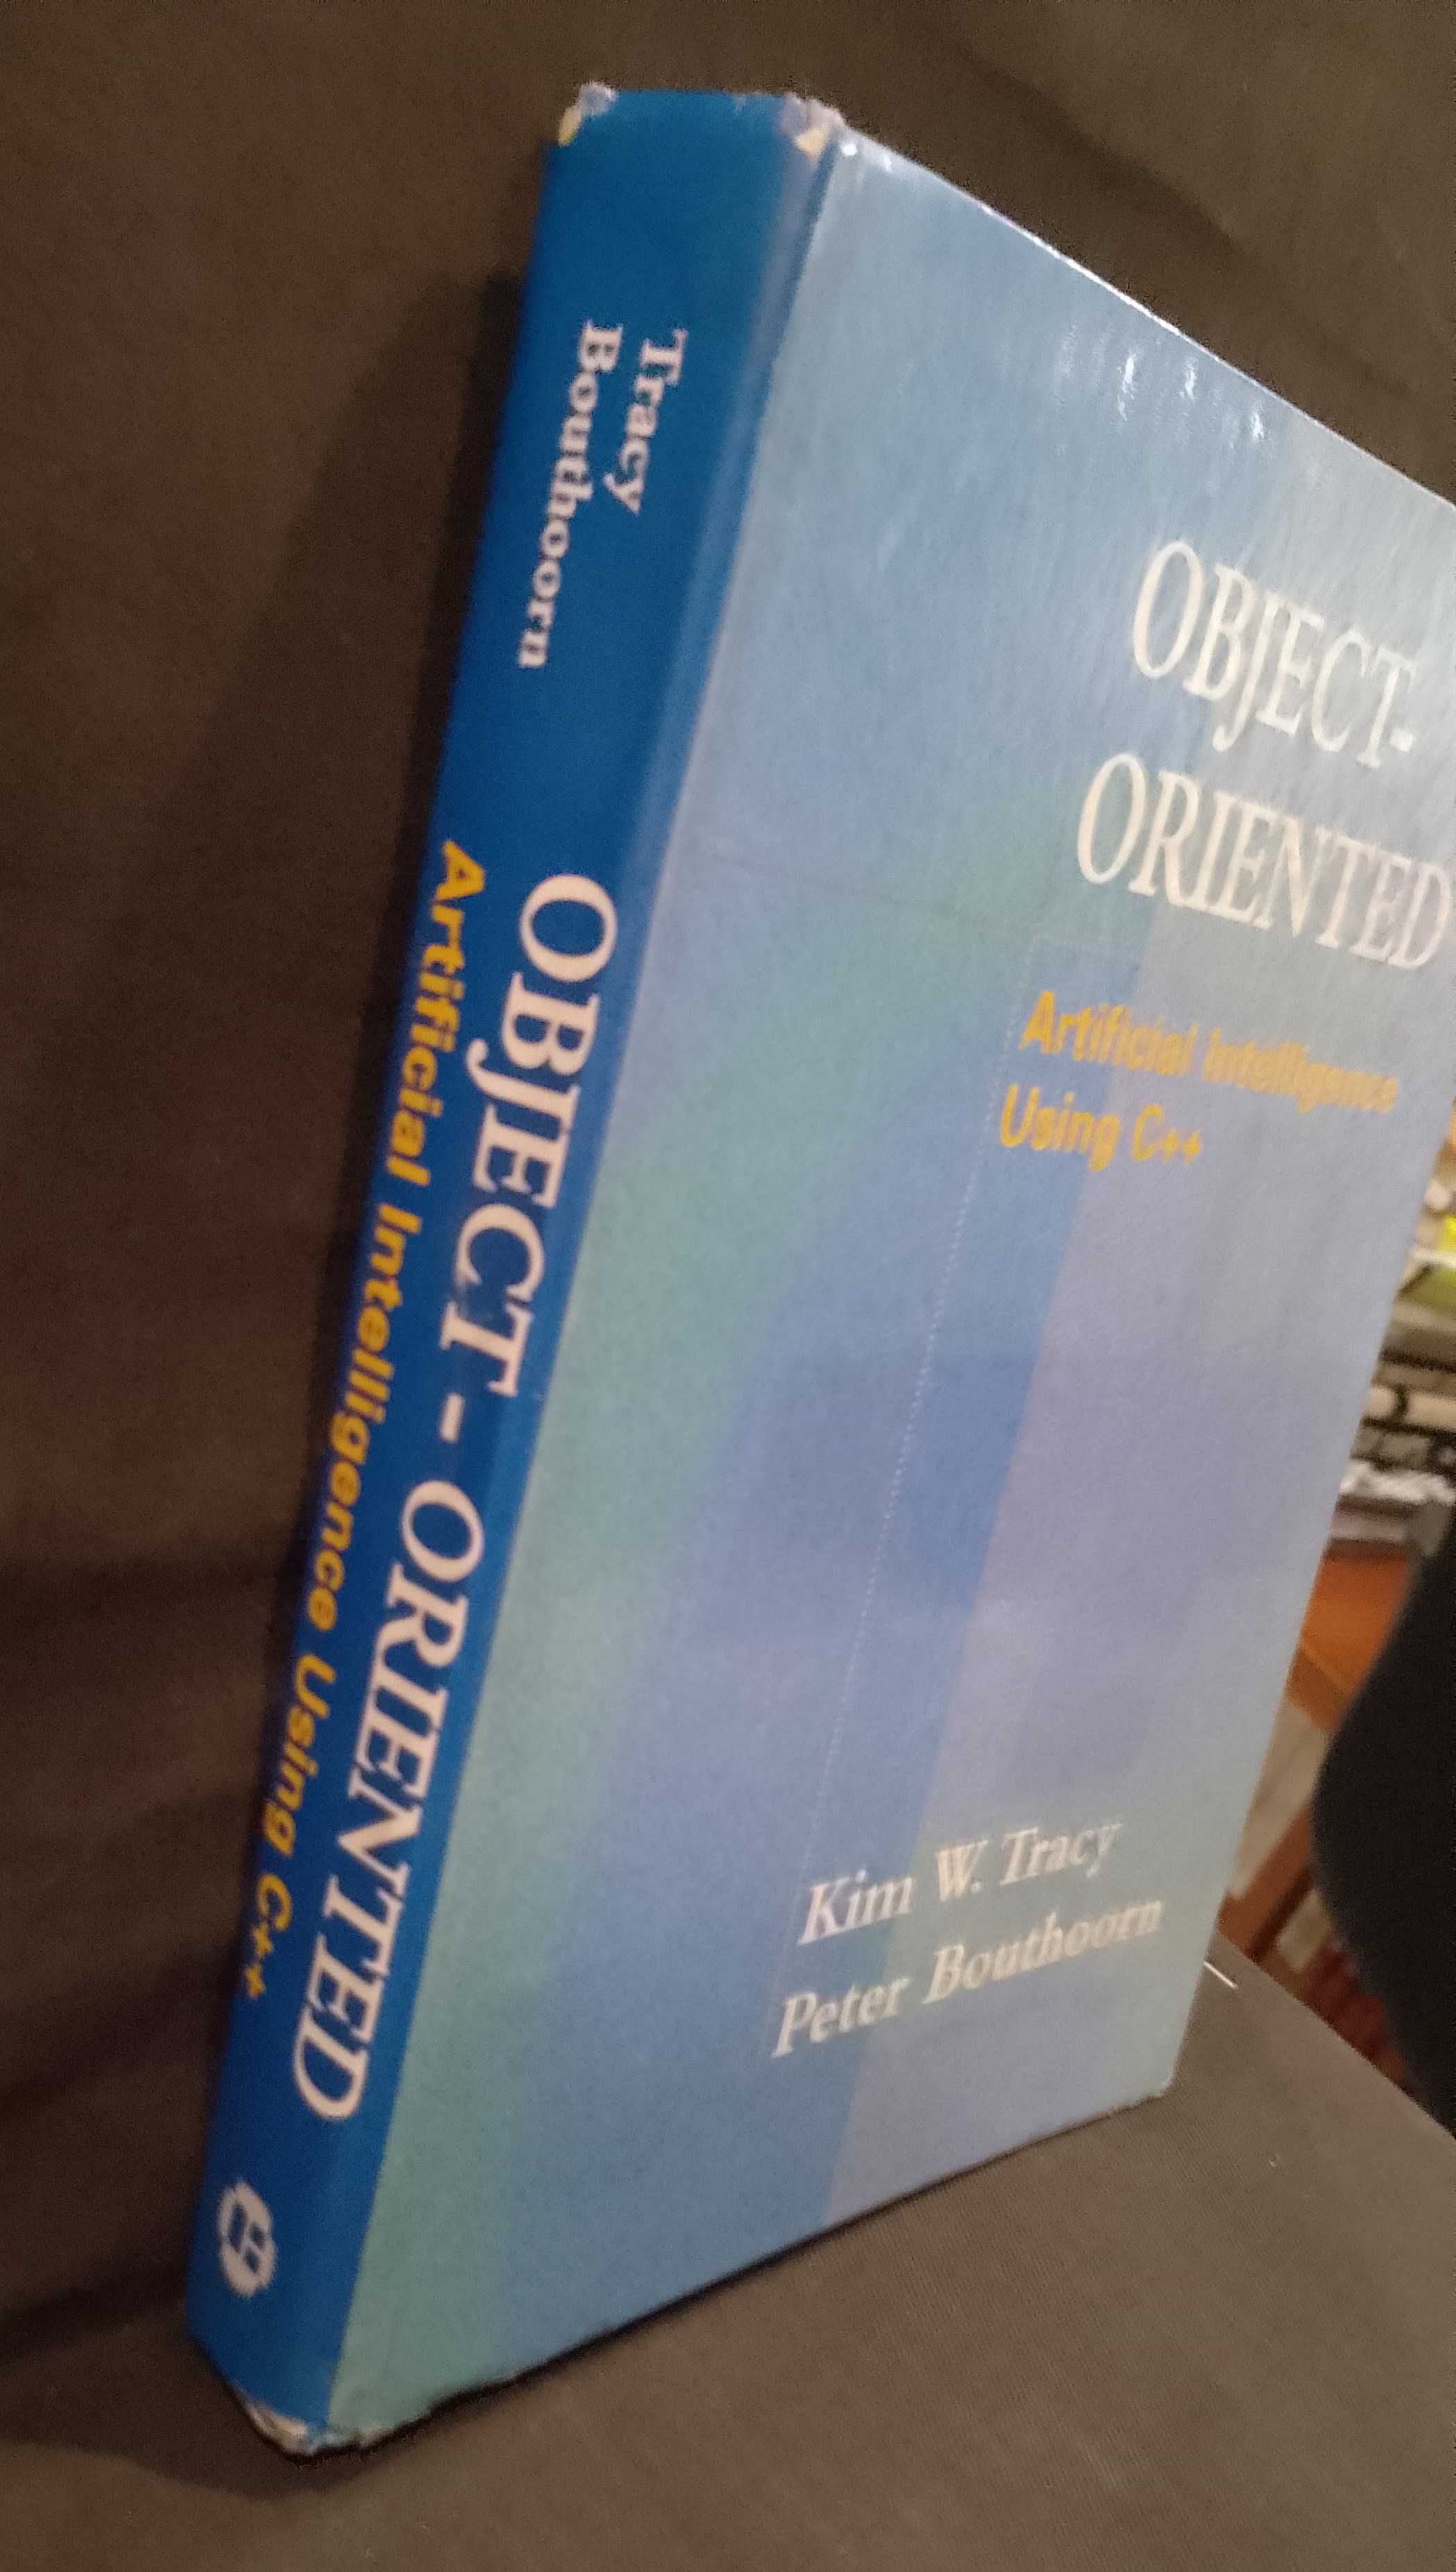 Tracy
Bouthoorn
OBJECT - ORIENTED
Artificial Intelligence Using C++
OBJECT-
ORIENTED
Artificial Intelligence
Using C++
Kim W. Tracy
Peter Bouthoorn